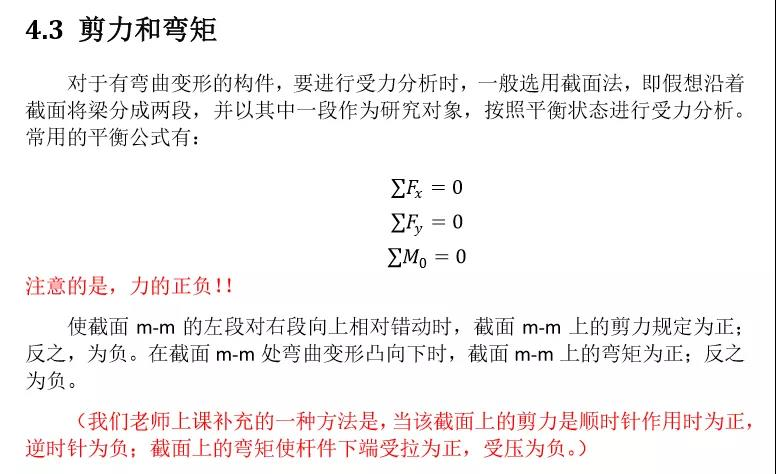 4.3 剪力和弯矩
对于有弯曲变形的构件，要进行受力分析时，一般选用截面法，即假想沿着
截面将梁分成两段，并以其中一段作为研究对象，按照平衡状态进行受力分析。
常用的平衡公式有：
∑Fₓ = 0
∑F_y = 0
∑M₀ = 0
注意的是，力的正负！！
使截面 m-m 的左段对右段向上相对错动时，截面 m-m 上的剪力规定为正；
反之，为负。在截面 m-m 处弯曲变形凸向下时，截面 m-m 上的弯矩为正；反之
为负。
（我们老师上课补充的一种方法是，当该截面上的剪力是顺时针作用时为正，
逆时针为负；截面上的弯矩使杆件下端受拉为正，受压为负。）